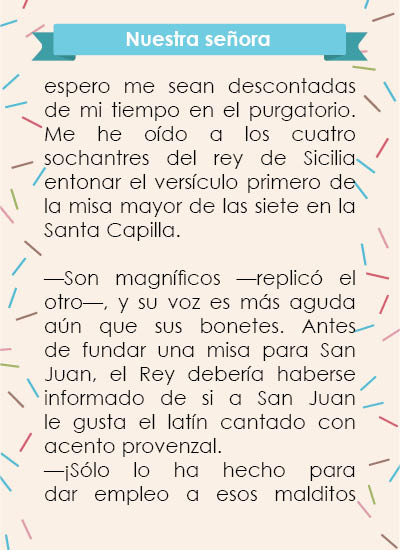 Nuestra señora
espero me sean descontadas
de mi tiempo en el purgatorio.
Me he oído a los cuatro
sochantres del rey de Sicilia
entonar el versículo primero de
la misa mayor de las siete en la
Santa Capilla.
—Son magníficos —replicó el
otro—, y su voz es más aguda
aún que sus bonetes. Antes
de fundar una misa para San
Juan, el Rey debería haberse
informado de si a San Juan
le gusta el latín cantado con
acento provenzal.
—¡Sólo lo ha hecho para
dar empleo a esos malditos